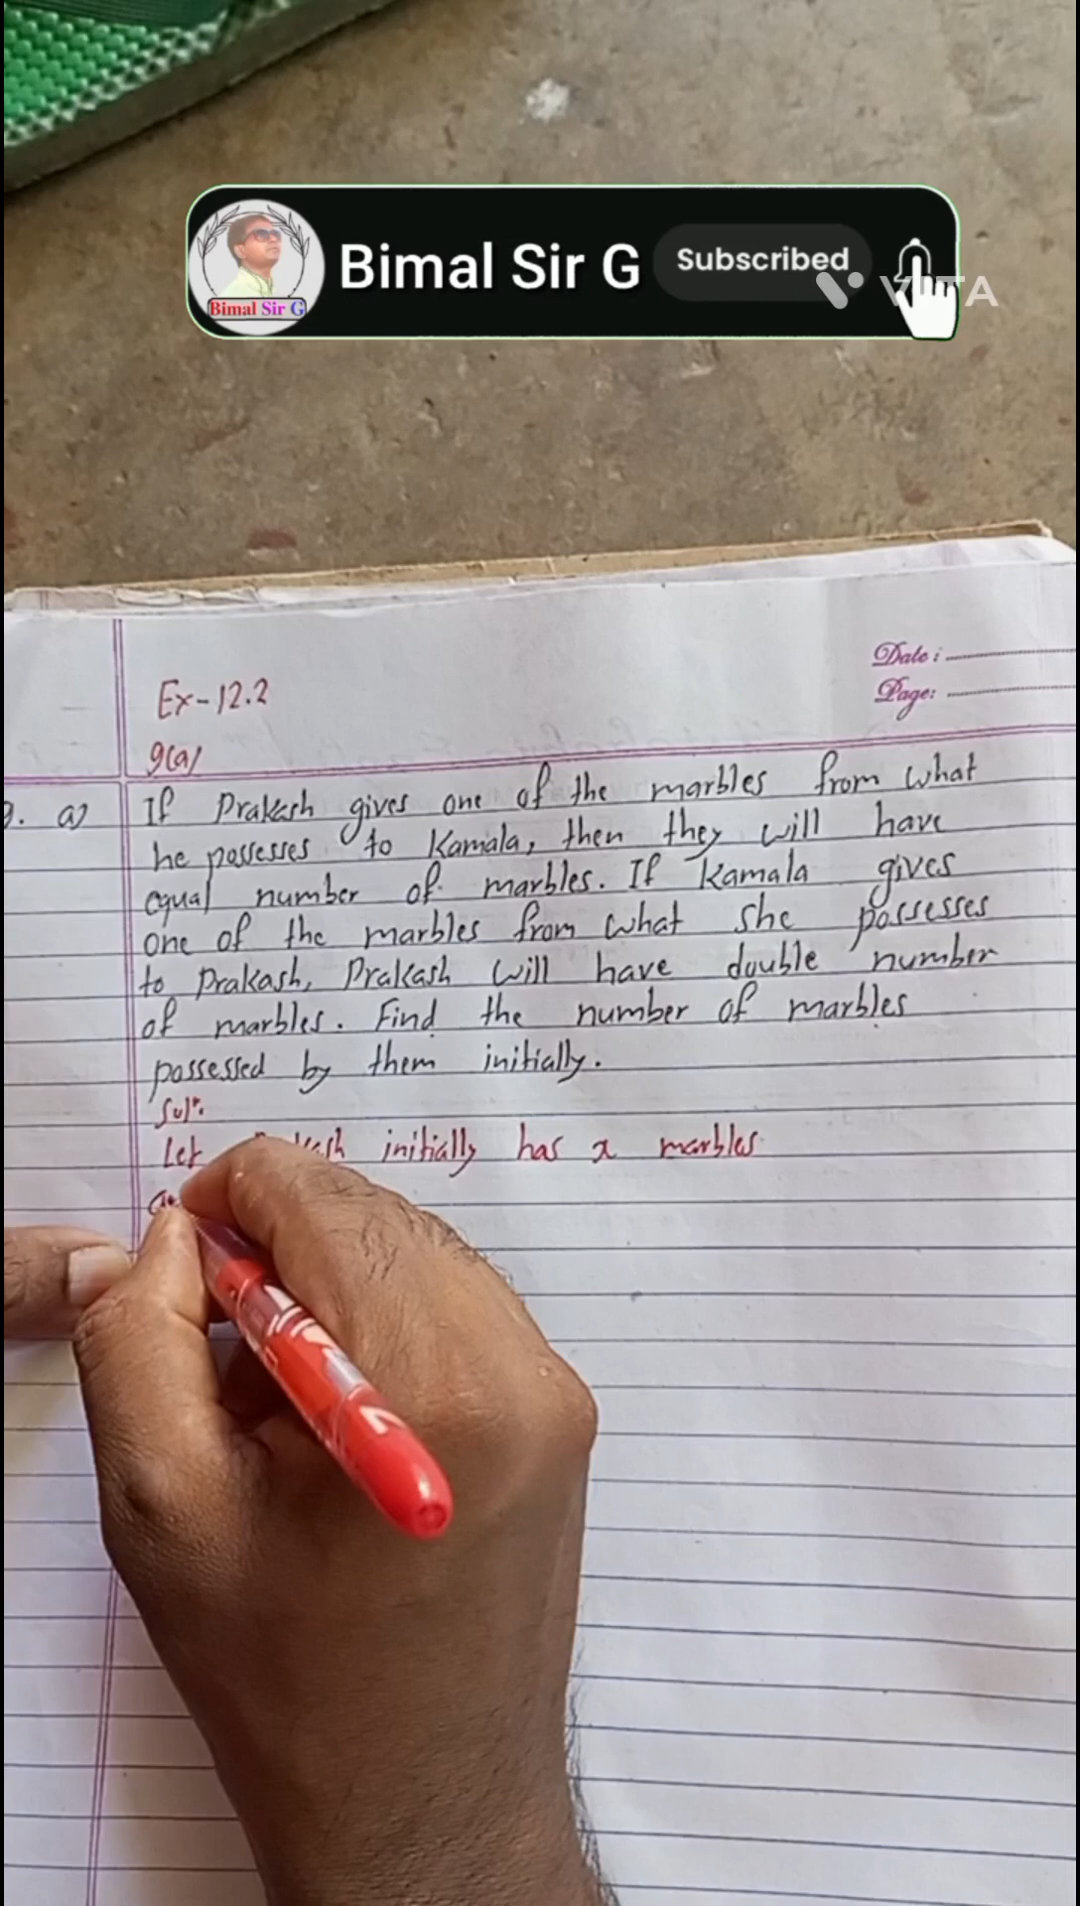 Bimal Sir G
Subscribed
VITA
Bimal Sir G
Date:
Page:
Ex-12.2
9(a)
9. a) If Prakash gives one of the marbles from what
he possesses to Kamala, then they will have
equal number of marbles. If Kamala gives
one of the marbles from what she possesses
to Prakash, Prakash will have double number
of marbles. Find the number of marbles
possessed by them initially.
Solⁿ.
Let initially has x marbles